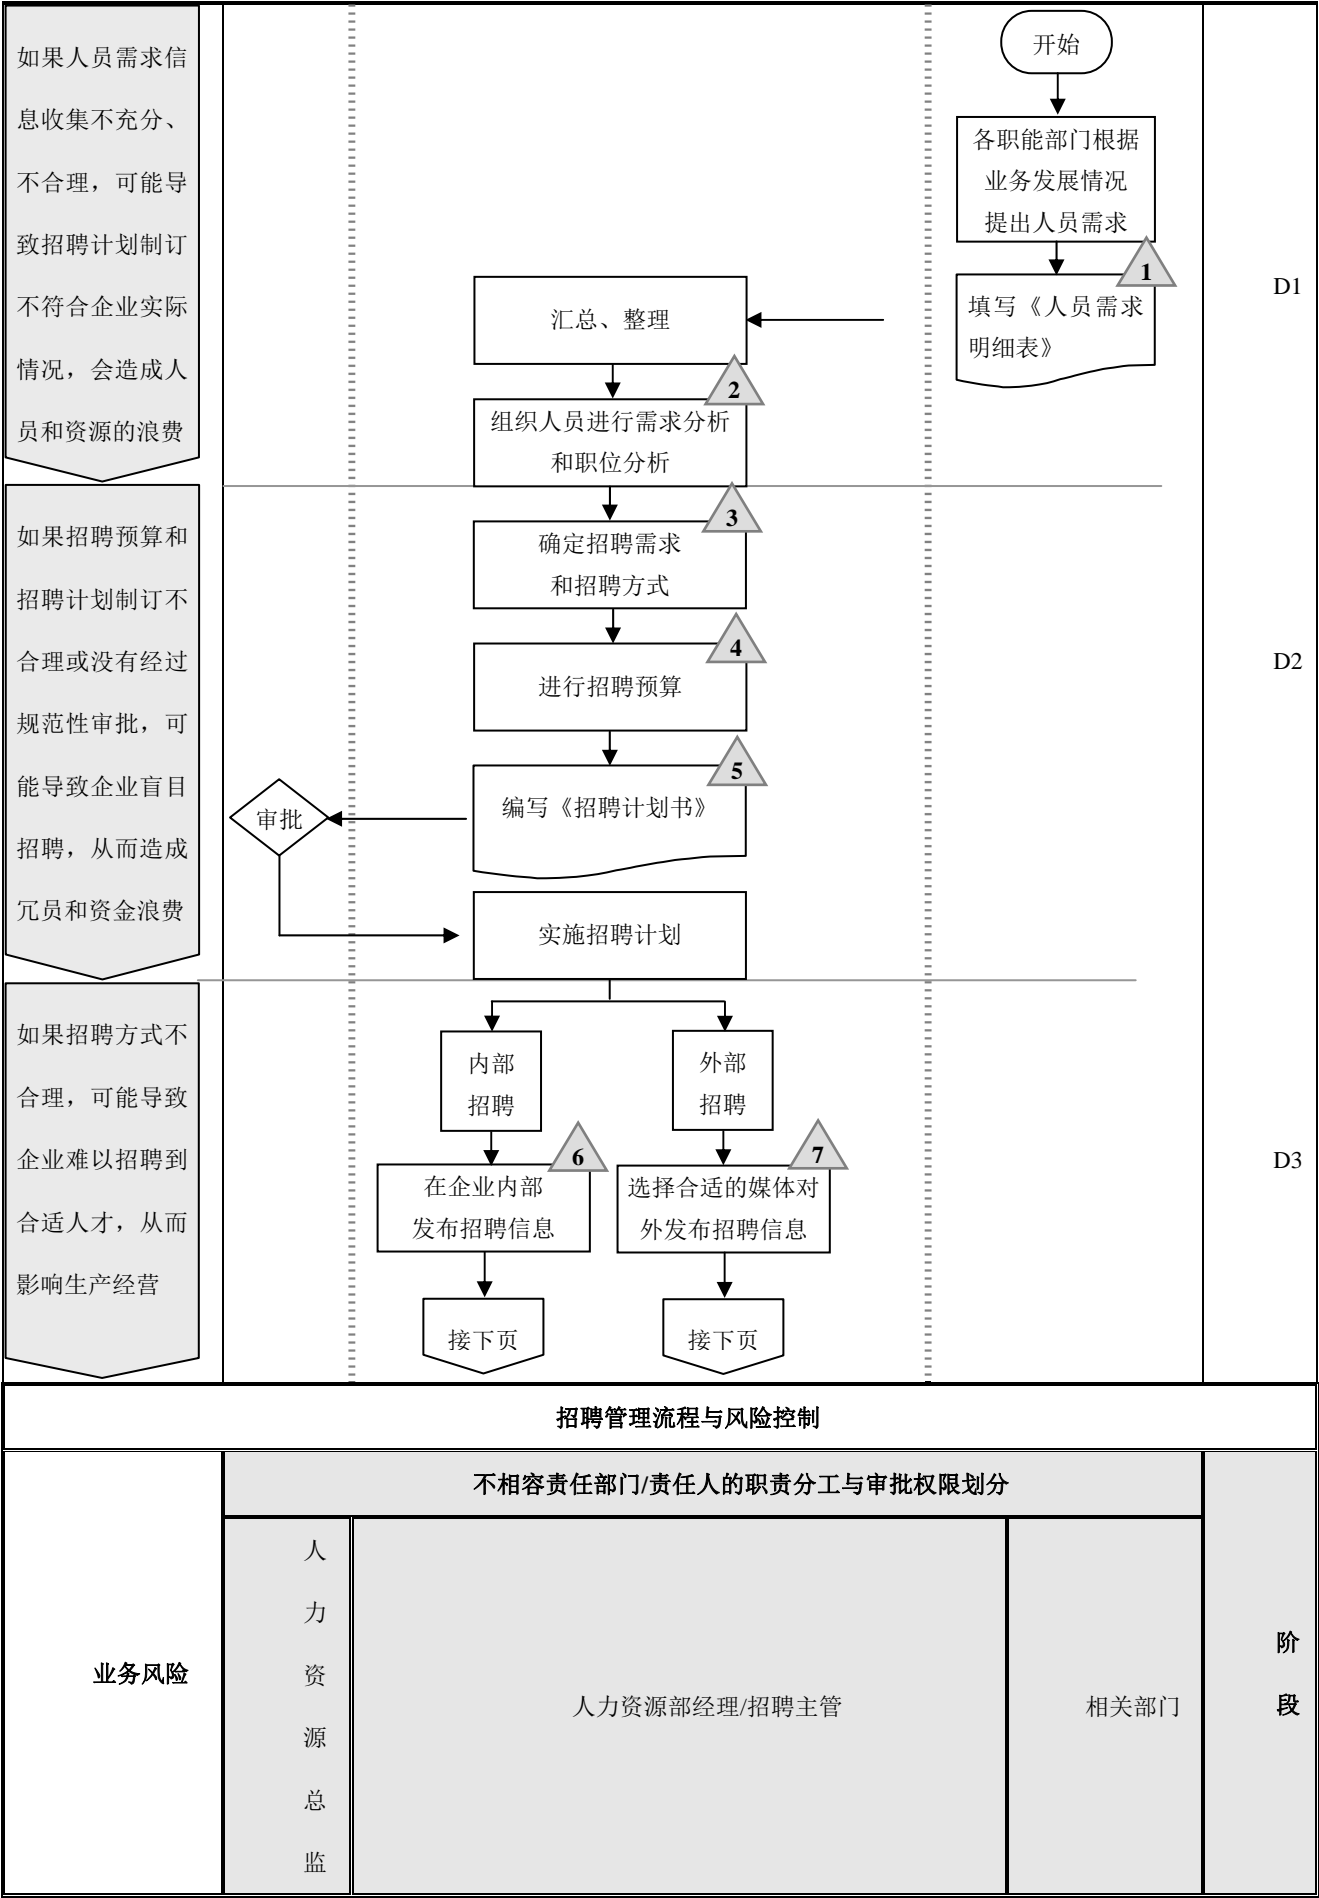 如果人员需求信
息收集不充分、
不合理，可能导
致招聘计划制订
不符合企业实际
情况，会造成人
员和资源的浪费
开始
各职能部门根据
业务发展情况
提出人员需求
1
填写《人员需求
明细表》
汇总、整理
2
组织人员进行需求分析
和职位分析
D1
如果招聘预算和
招聘计划制订不
合理或没有经过
规范性审批，可
能导致企业盲目
招聘，从而造成
冗员和资金浪费
3
确定招聘需求
和招聘方式
4
进行招聘预算
5
编写《招聘计划书》
审批
实施招聘计划
D2
如果招聘方式不
合理，可能导致
企业难以招聘到
合适人才，从而
影响生产经营
内部
招聘
外部
招聘
6
在企业内部
发布招聘信息
7
选择合适的媒体对
外发布招聘信息
接下页
接下页
D3
招聘管理流程与风险控制
业务风险
不相容责任部门/责任人的职责分工与审批权限划分
人
力
资
源
总
监
人力资源部经理/招聘主管
相关部门
阶
段